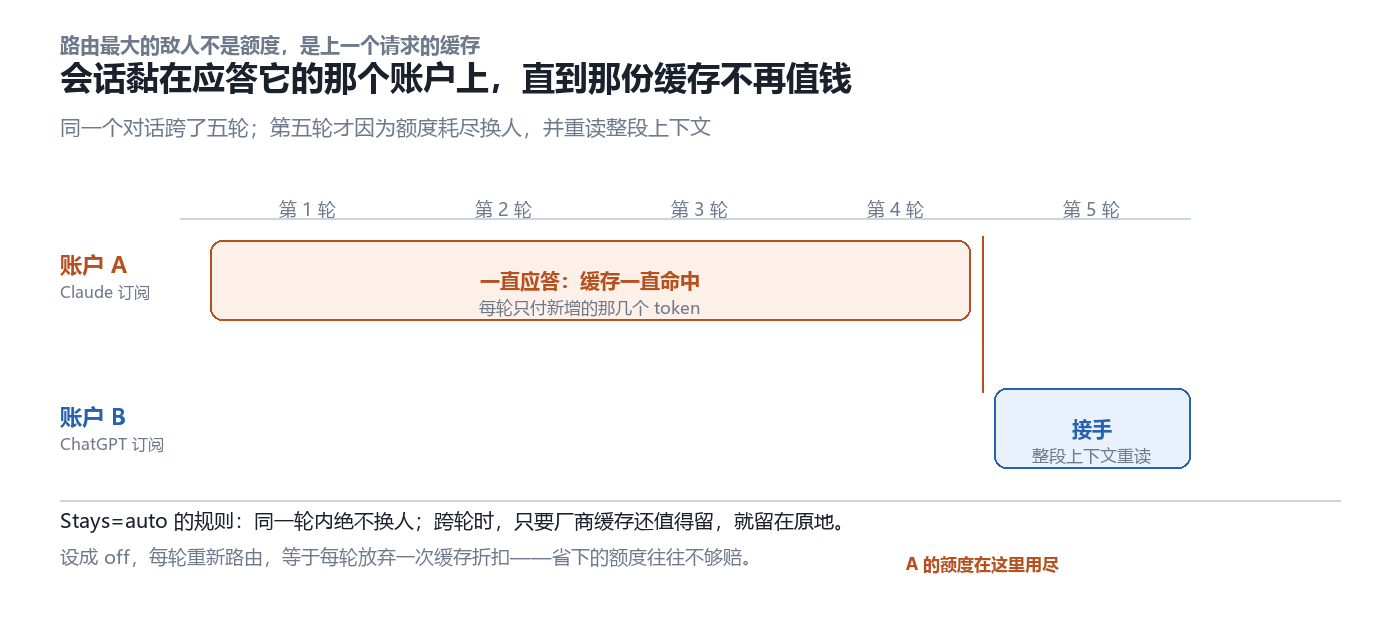 路由最大的敌人不是额度，是上一个请求的缓存
会话黏在应答它的那个账户上，直到那份缓存不再值钱
同一个对话跨了五轮；第五轮才因为额度耗尽换人，并重读整段上下文
第 1 轮
第 2 轮
第 3 轮
第 4 轮
第 5 轮
账户 A
Claude 订阅
一直应答：缓存一直命中
每轮只付新增的那几个 token
账户 B
ChatGPT 订阅
接手
整段上下文重读
Stays=auto 的规则：同一轮内绝不换人；跨轮时，只要厂商缓存还值得留，就留在原地。
设成 off，每轮重新路由，等于每轮放弃一次缓存折扣——省下的额度往往不够赔。
A 的额度在这里用尽